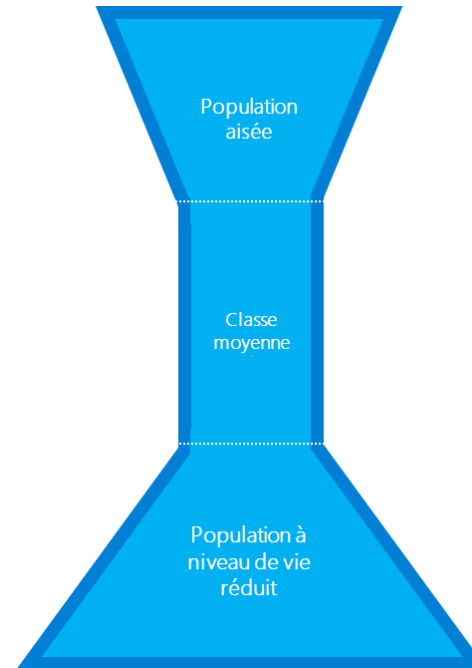 Population
aisée
Classe
moyenne
Population à
niveau de vie
réduit